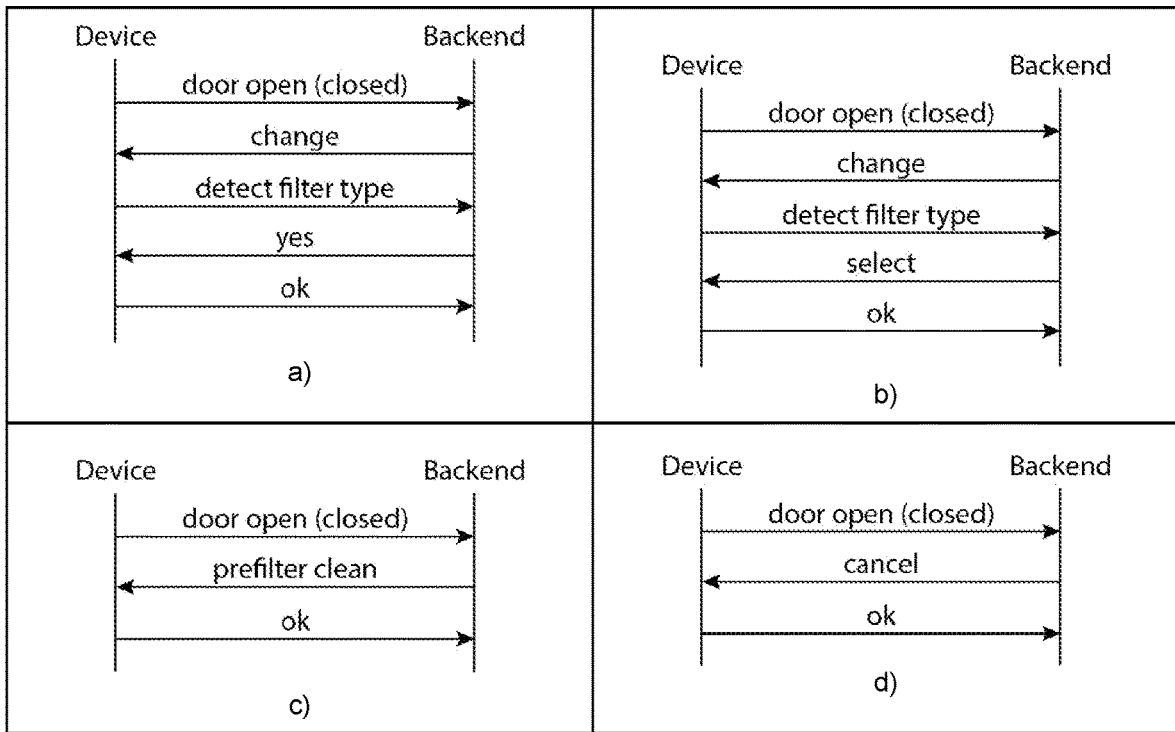 Device Backend
door open (closed)
change
detect filter type
yes
ok
a)
Device Backend
door open (closed)
change
detect filter type
select
ok
b)
Device Backend
door open (closed)
prefilter clean
ok
c)
Device Backend
door open (closed)
cancel
ok
d)